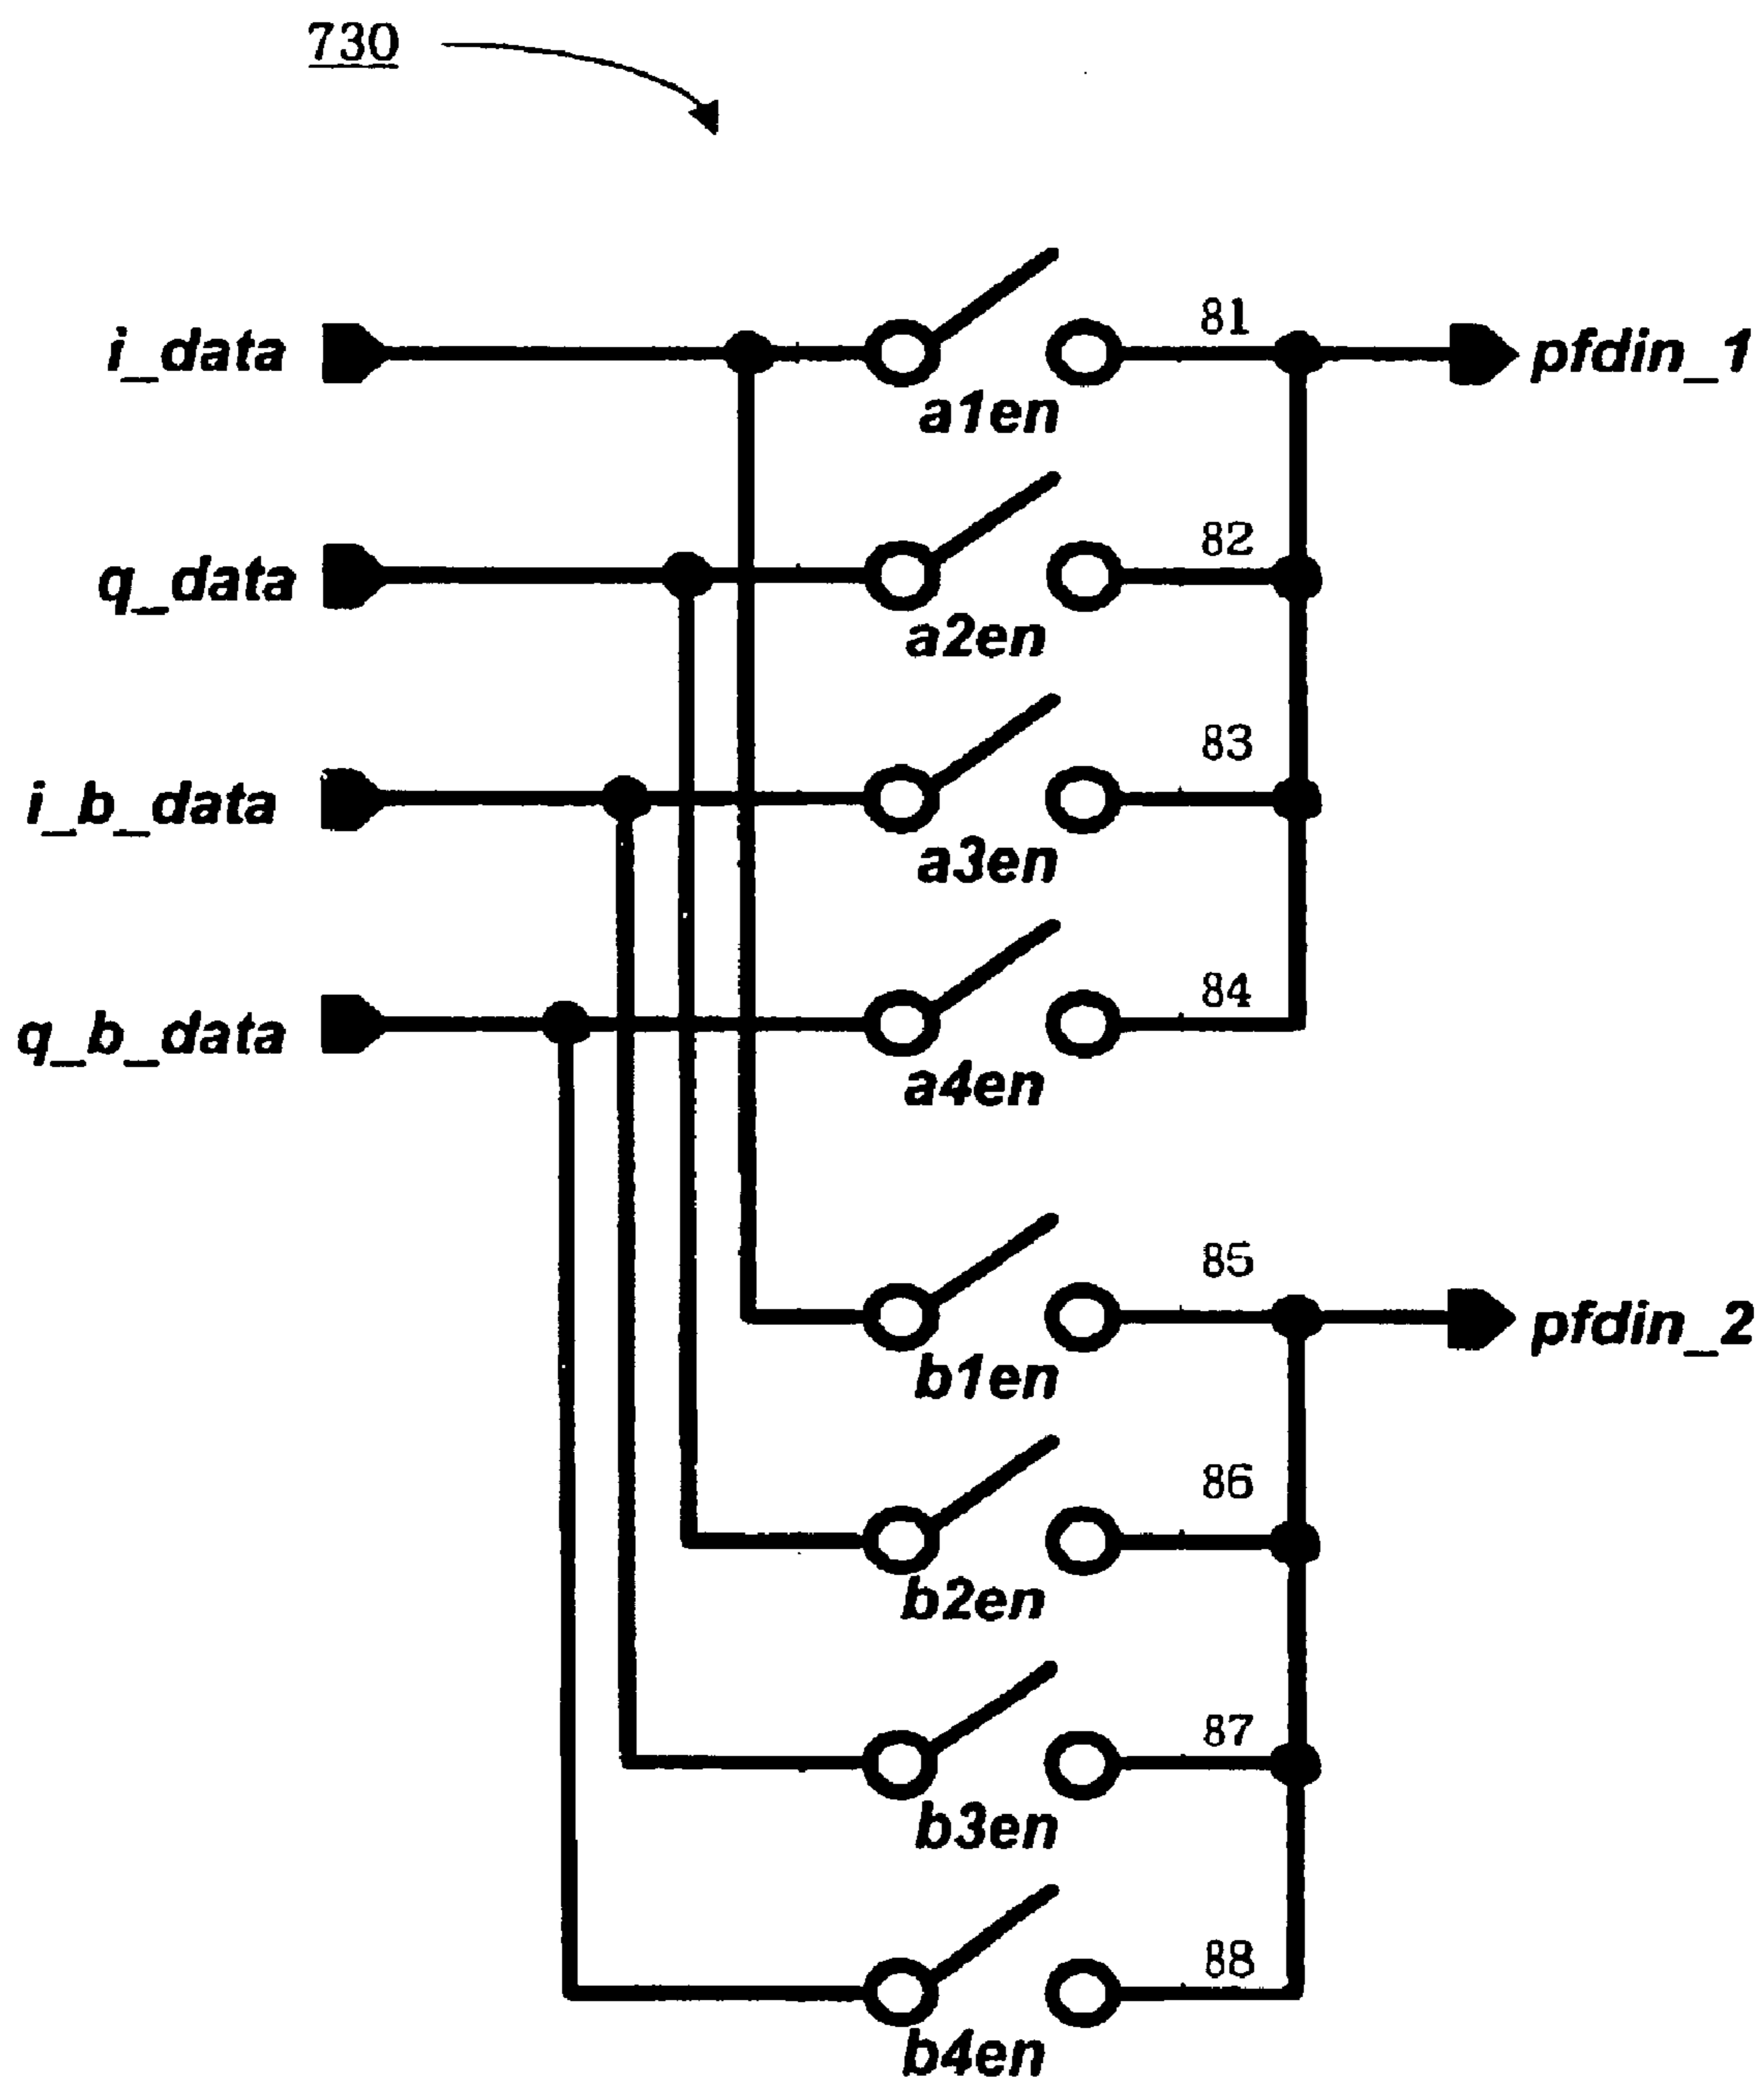 730
i_data
81
pfdin_1
a1en
q_data
82
a2en
i_b_data
83
a3en
q_b_data
84
a4en
85
pfdin_2
b1en
86
b2en
87
b3en
88
b4en